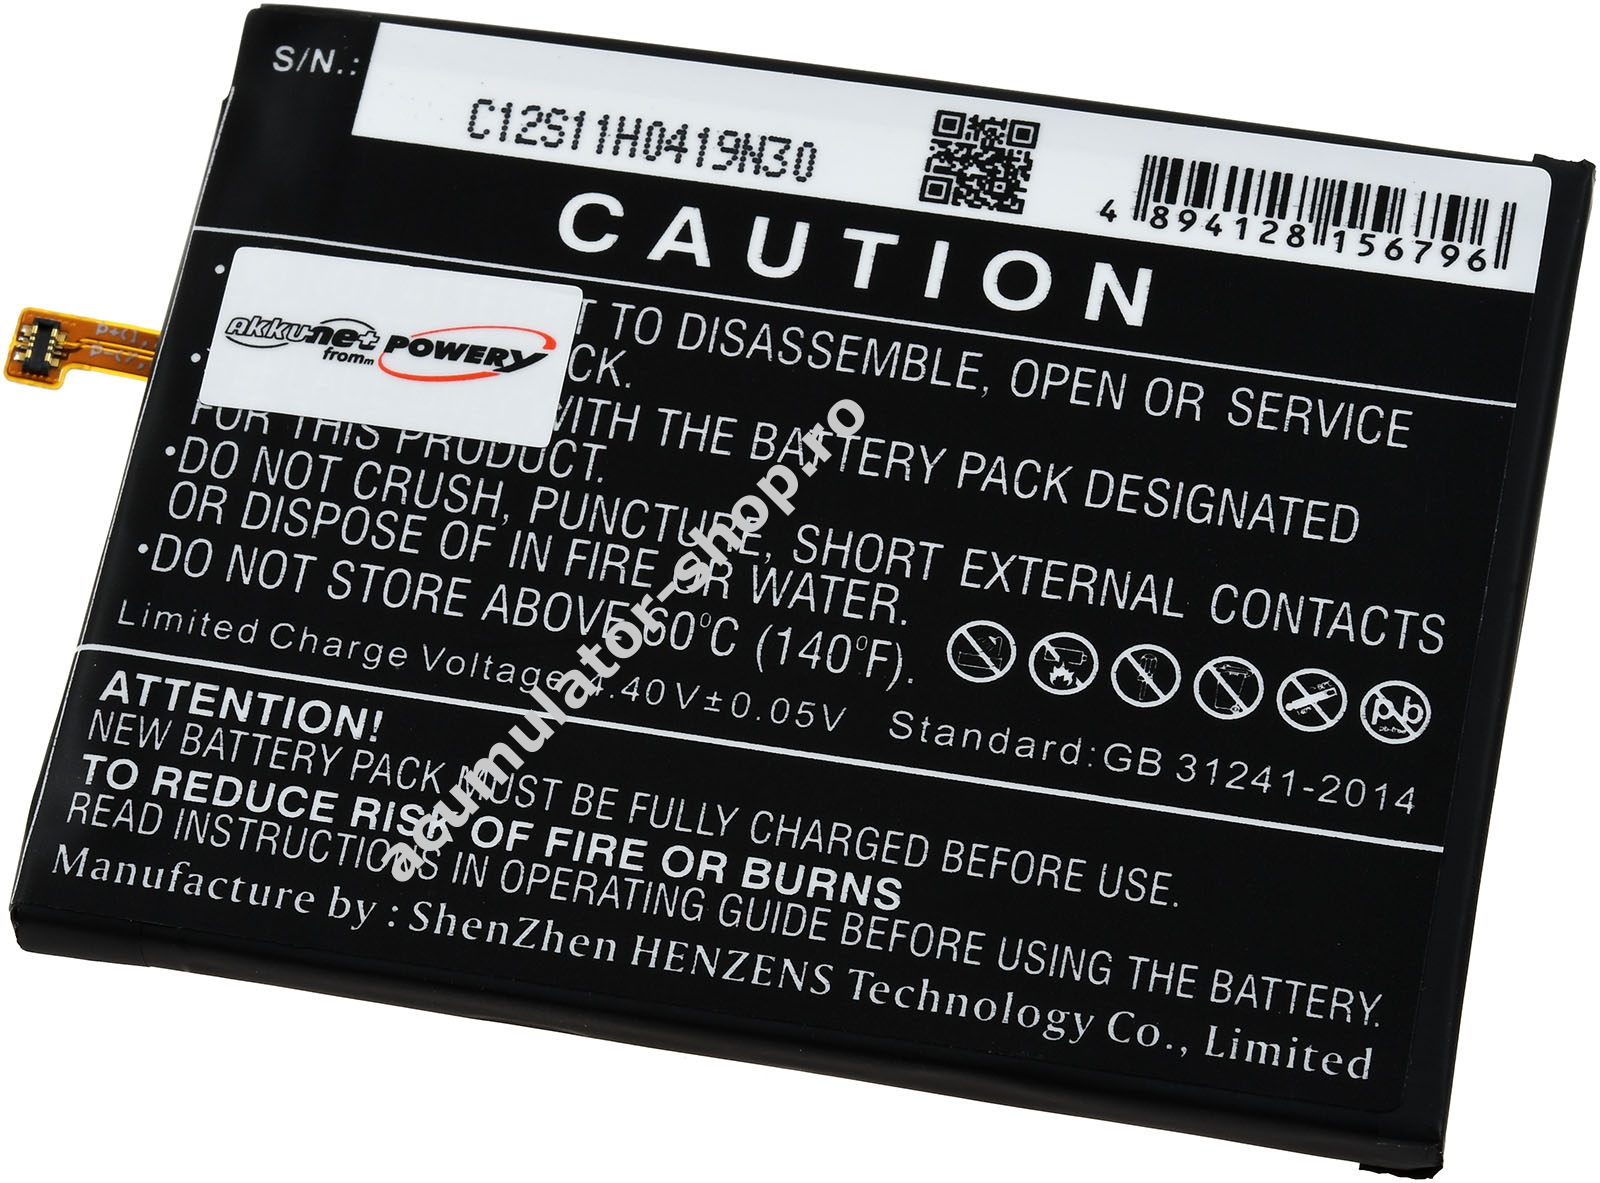 S/N.:
C12S11H0419N30
4 894128 156796
CAUTION
TO DISASSEMBLE, OPEN OR SERVICE
CK.
WITH THE BATTERY PACK DESIGNATED
FOR THIS PRODUCT.
•DO NOT CRUSH, PUNCTURE, SHORT EXTERNAL CONTACTS
OR DISPOSE OF IN FIRE OR WATER.
•DO NOT STORE ABOVE 60°C (140°F).
Limited Charge Voltage: 4.40V±0.05V Standard:GB 31241-2014
ATTENTION!
NEW BATTERY PACK MUST BE FULLY CHARGED BEFORE USE.
TO REDUCE RISK OF FIRE OR BURNS
READ INSTRUCTIONS IN OPERATING GUIDE BEFORE USING THE BATTERY.
Manufacture by : ShenZhen HENZENS Technology Co., Limited
akku-net
from
POWERY
acumulator-shop.ro
Pb